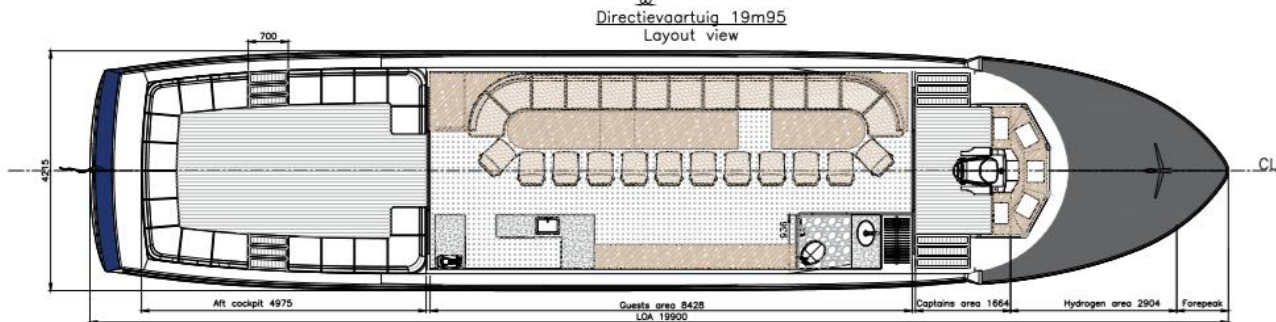 Directievaartuig 19m95
Layout view
700
4215
CL
Aft cockpit 4975
Guests area 8428
Captains area 1664
Hydrogen area 2904
Forepeak
LOA 19900